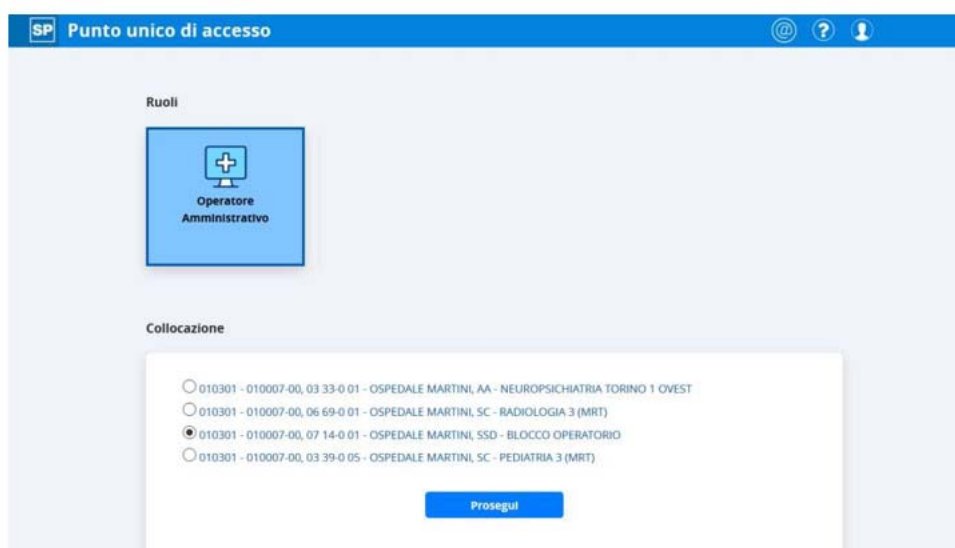 SP Punto unico di accesso @ ?
Ruoli
Operatore
Amministrativo
Collocazione
010301 - 010007-00, 03 33-0 01 - OSPEDALE MARTINI, AA - NEUROPSICHIATRIA TORINO 1 OVEST
010301 - 010007-00, 06 69-0 01 - OSPEDALE MARTINI, SC - RADIOLOGIA 3 (MRT)
010301 - 010007-00, 07 14-0 01 - OSPEDALE MARTINI, SSD - BLOCCO OPERATORIO
010301 - 010007-00, 03 39-0 05 - OSPEDALE MARTINI, SC - PEDIATRIA 3 (MRT)
Prosegui